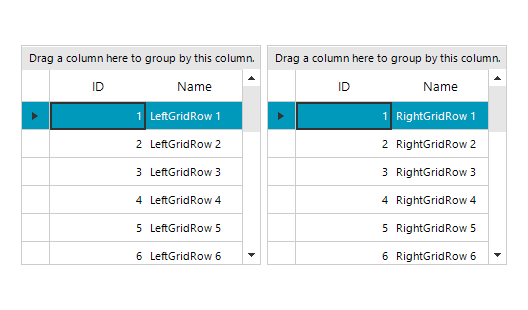 Drag a column here to group by this column.
ID Name
1 LeftGridRow 1
2 LeftGridRow 2
3 LeftGridRow 3
4 LeftGridRow 4
5 LeftGridRow 5
6 LeftGridRow 6
Drag a column here to group by this column.
ID Name
1 RightGridRow 1
2 RightGridRow 2
3 RightGridRow 3
4 RightGridRow 4
5 RightGridRow 5
6 RightGridRow 6